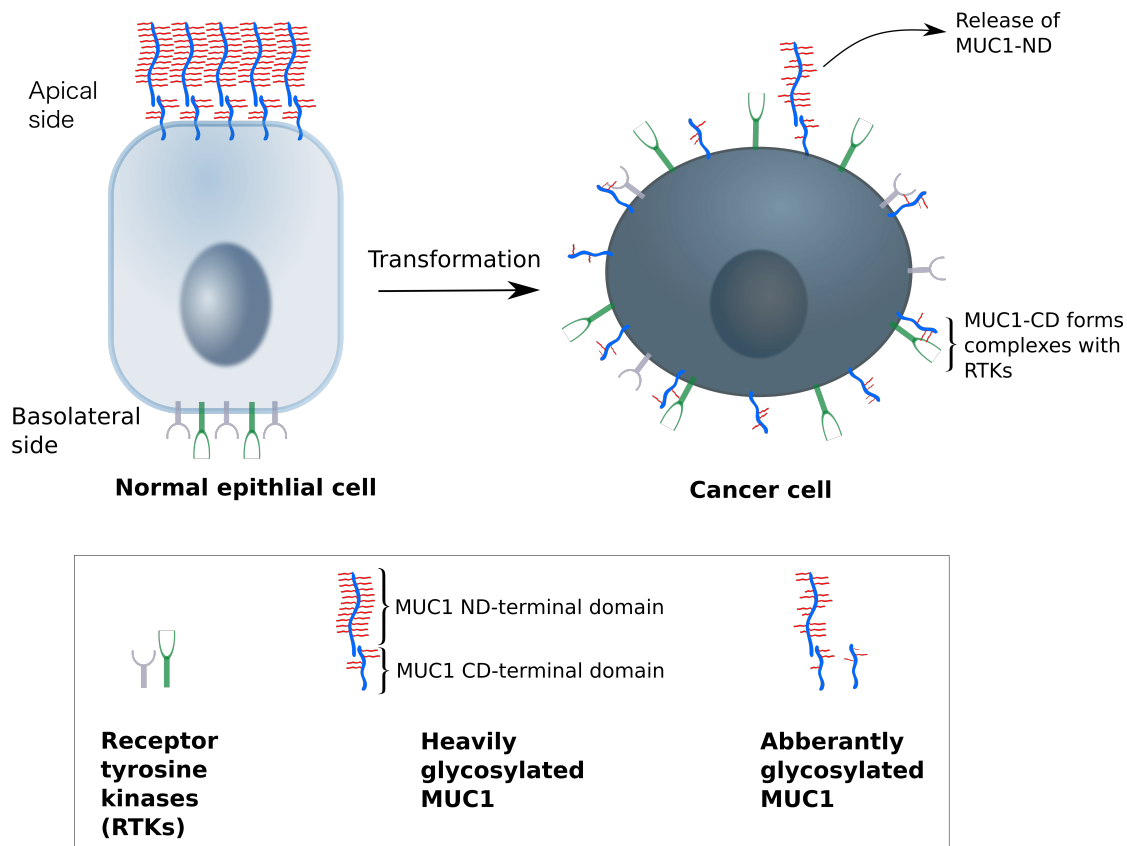 Release of
MUC1-ND
Apical
side
Transformation
MUC1-CD forms
complexes with
RTKs
Basolateral
side
Normal epithlial cell
Cancer cell
MUC1 ND-terminal domain
MUC1 CD-terminal domain
Receptor
tyrosine
kinases
(RTKs)
Heavily
glycosylated
MUC1
Abberantly
glycosylated
MUC1